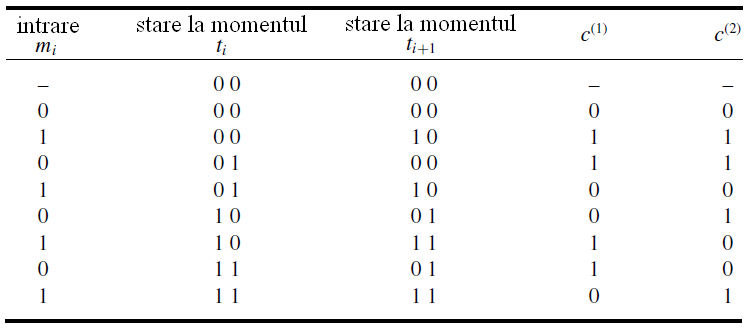 intrare stare la momentul stare la momentul c⁽¹⁾ c⁽²⁾
mᵢ tᵢ tᵢ₊₁
– 0 0 0 0 – –
0 0 0 0 0 0 0
1 0 0 1 0 1 1
0 0 1 0 0 1 1
1 0 1 1 0 0 0
0 1 0 0 1 0 1
1 1 0 1 1 1 0
0 1 1 0 1 1 0
1 1 1 1 1 0 1